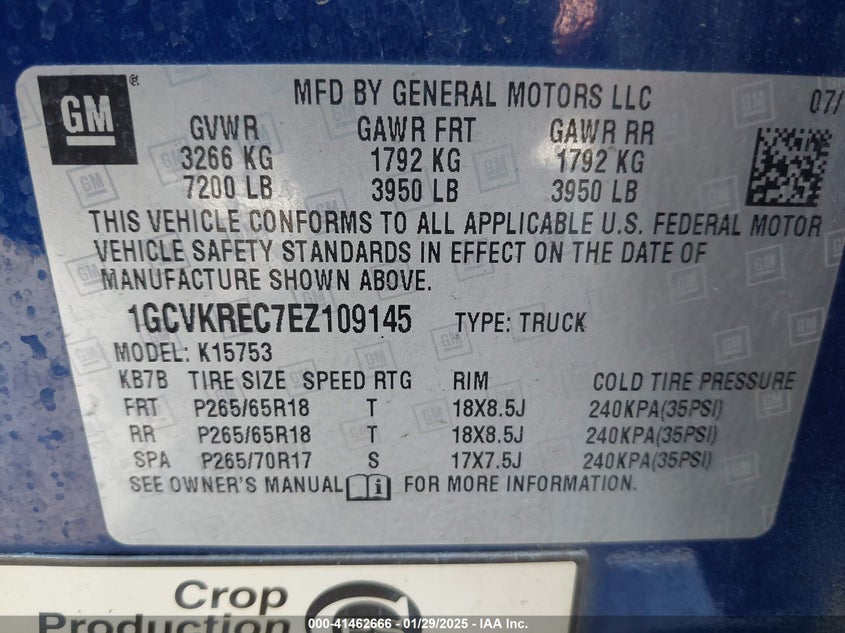 GM
MFD BY GENERAL MOTORS LLC 07/
GVWR GAWR FRT GAWR RR
3266 KG 1792 KG 1792 KG
7200 LB 3950 LB 3950 LB
THIS VEHICLE CONFORMS TO ALL APPLICABLE U.S. FEDERAL MOTOR
VEHICLE SAFETY STANDARDS IN EFFECT ON THE DATE OF
MANUFACTURE SHOWN ABOVE.
1GCVKREC7EZ109145 TYPE: TRUCK
MODEL: K15753
KB7B TIRE SIZE SPEED RTG RIM COLD TIRE PRESSURE
FRT P265/65R18 T 18X8.5J 240KPA(35PSI)
RR P265/65R18 T 18X8.5J 240KPA(35PSI)
SPA P265/70R17 S 17X7.5J 240KPA(35PSI)
SEE OWNER'S MANUAL FOR MORE INFORMATION.
Crop
Production
000-41462666 - 01/29/2025 - IAA Inc.